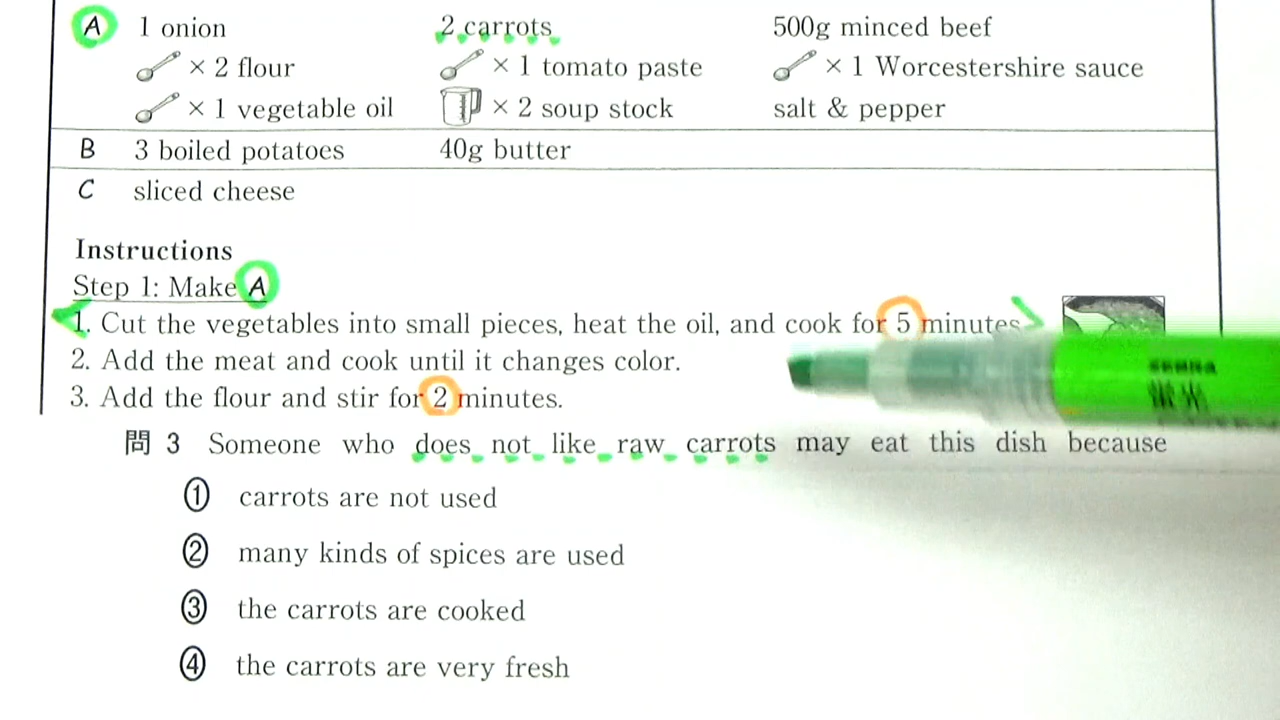 A 1 onion 2 carrots 500g minced beef
× 2 flour × 1 tomato paste × 1 Worcestershire sauce
× 1 vegetable oil × 2 soup stock salt & pepper
B 3 boiled potatoes 40g butter
C sliced cheese
Instructions
Step 1: Make A
1. Cut the vegetables into small pieces, heat the oil, and cook for 5 minutes
2. Add the meat and cook until it changes color.
3. Add the flour and stir for 2 minutes.
問 3 Someone who does not like raw carrots may eat this dish because
① carrots are not used
② many kinds of spices are used
③ the carrots are cooked
④ the carrots are very fresh